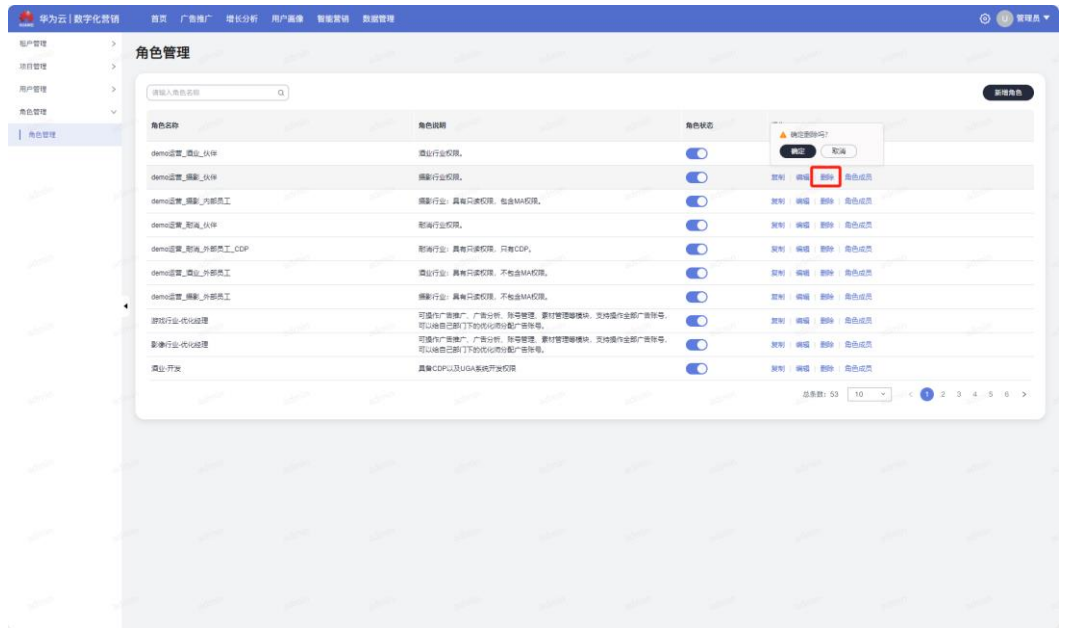 华为云 | 数字化营销 首页 广告推广 增长分析 用户画像 智能营销 数据管理 管理员
租户管理
项目管理
用户管理
角色管理
角色管理
角色管理
请输入角色名称 新增角色
角色名称 角色说明 角色状态
确定删除吗?
确定 取消
demo运营_酒业_伙伴 酒业行业权限。
demo运营_摄影_伙伴 摄影行业权限。 复制 编辑 删除 角色成员
demo运营_摄影_内部员工 摄影行业:具有只读权限,包含MA权限。 复制 编辑 删除 角色成员
demo运营_耐消_伙伴 耐消行业权限。 复制 编辑 删除 角色成员
demo运营_耐消_外部员工_CDP 耐消行业:具有只读权限,只有CDP。 复制 编辑 删除 角色成员
demo运营_酒业_外部员工 酒业行业:具有只读权限,不包含MA权限。 复制 编辑 删除 角色成员
demo运营_摄影_外部员工 摄影行业:具有只读权限,不包含MA权限。 复制 编辑 删除 角色成员
游戏行业-优化经理 可操作广告推广、广告分析、账号管理、素材管理等模块,支持操作全部广告账号,
可以给自己部门下的优化师分配广告账号。 复制 编辑 删除 角色成员
影像行业-优化经理 可操作广告推广、广告分析、账号管理、素材管理等模块,支持操作全部广告账号,
可以给自己部门下的优化师分配广告账号。 复制 编辑 删除 角色成员
酒业-开发 具备CDP以及UGA系统开发权限 复制 编辑 删除 角色成员
总条数: 53 10 < 1 2 3 4 5 6 >